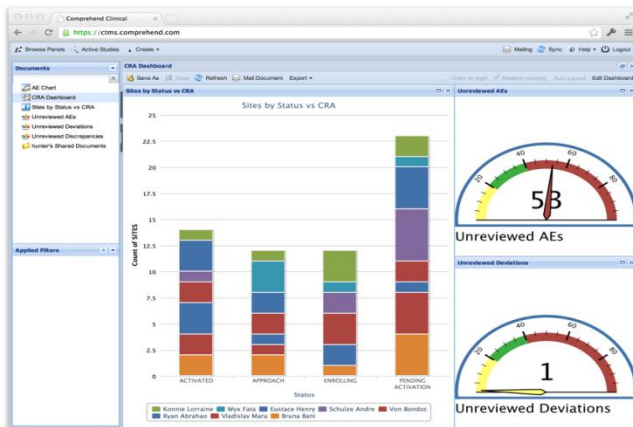 Comprehend Clinical
https://ctms.comprehend.com
Browse Panels Active Studies Create Mailing Sync Help Logout
Documents
AE Chart
CRA Dashboard
Sites by Status vs CRA
Unreviewed AEs
Unreviewed Deviations
Unreviewed Discrepancies
hunter's Shared Documents
Applied Filters
CRA Dashboard
Save As Save Refresh Mail Document Export Open on login Relative resizing Auto Layout Edit Dashboard
Sites by Status vs CRA
Sites by Status vs CRA
25
22.5
20
17.5
15
12.5
10
7.5
5
2.5
0
Count of SITES
ACTIVATED APPROACH ENROLLING PENDING ACTIVATION
Status
Konnie Lorraine Wyx Fata Eustace Henry Schulze Andre Von Bondoc
Ryan Abrahao Vladislav Mara Bruna Bani
Unreviewed AEs
20 40 60 80
53
Unreviewed AEs
Unreviewed Deviations
20 40 60 80
1
Unreviewed Deviations